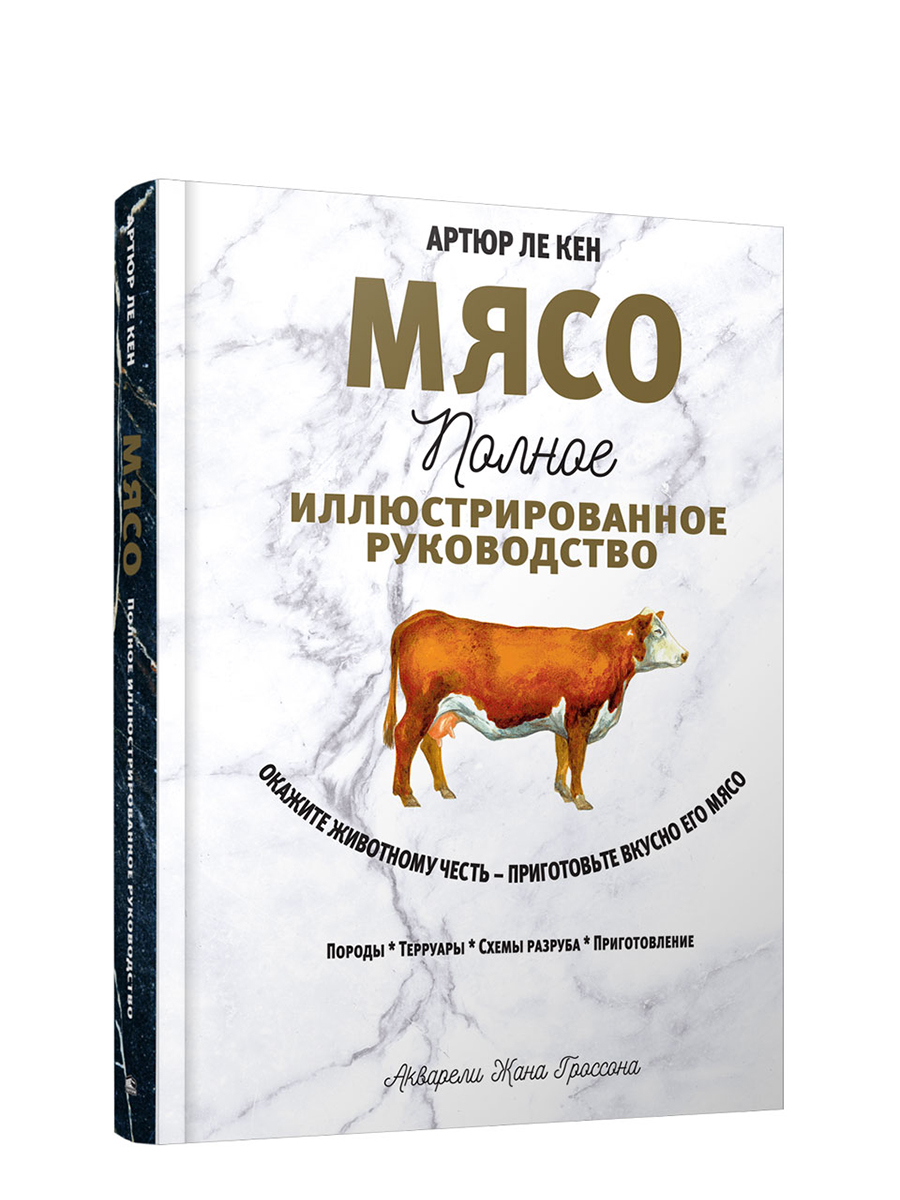 АРТЮР ЛЕ КЕН
МЯСО
Полное
ИЛЛЮСТРИРОВАННОЕ
РУКОВОДСТВО
ОКАЖИТЕ ЖИВОТНОМУ ЧЕСТЬ – ПРИГОТОВЬТЕ ВКУСНО ЕГО МЯСО
ПОРОДЫ * ТЕРРУАРЫ * СХЕМЫ РАЗРУБА * ПРИГОТОВЛЕНИЕ
Акварели Жана Гроссона
АРТЮР ЛЕ КЕН МЯСО ПОЛНОЕ ИЛЛЮСТРИРОВАННОЕ РУКОВОДСТВО